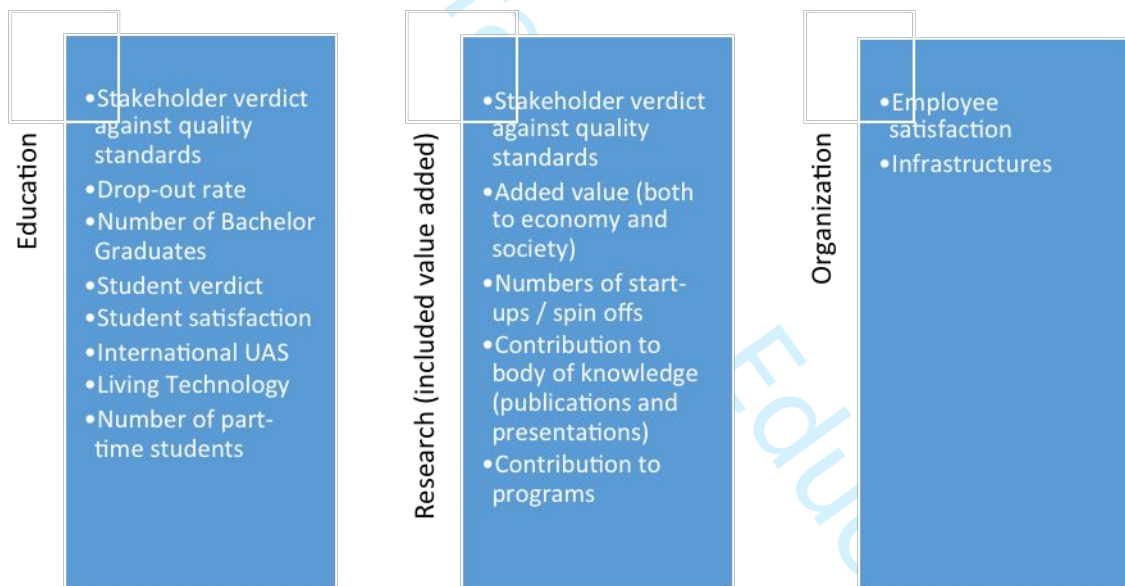 Education
•Stakeholder verdict
against quality
standards
•Drop-out rate
•Number of Bachelor
Graduates
•Student verdict
•Student satisfaction
•International UAS
•Living Technology
•Number of part-
time students
Research (included value added)
•Stakeholder verdict
against quality
standards
•Added value (both
to economy and
society)
•Numbers of start-
ups / spin offs
•Contribution to
body of knowledge
(publications and
presentations)
•Contribution to
programs
Organization
•Employee
satisfaction
•Infrastructures